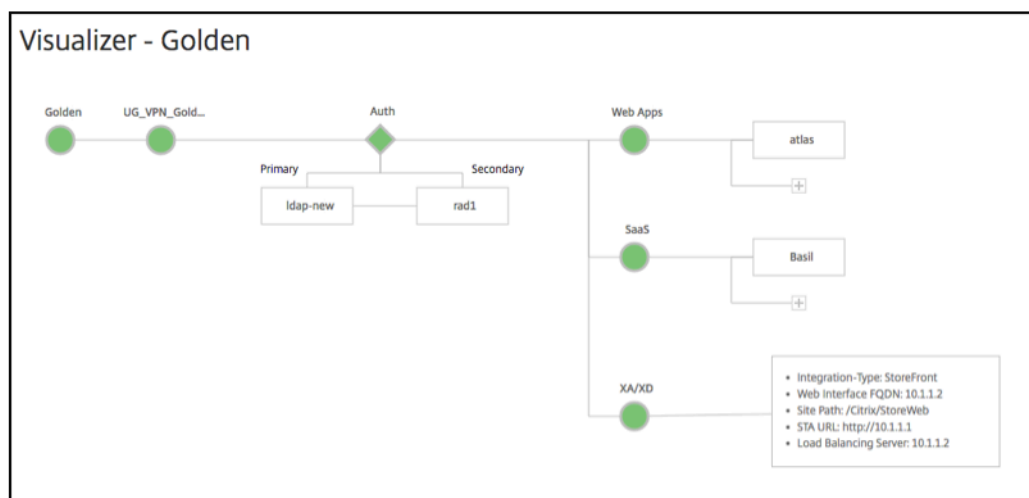 Visualizer - Golden
Golden
UG_VPN_Gold...
Auth
Web Apps
atlas
Primary
Secondary
ldap-new
rad1
SaaS
Basil
XA/XD
• Integration-Type: StoreFront
• Web Interface FQDN: 10.1.1.2
• Site Path: /Citrix/StoreWeb
• STA URL: http://10.1.1.1
• Load Balancing Server: 10.1.1.2